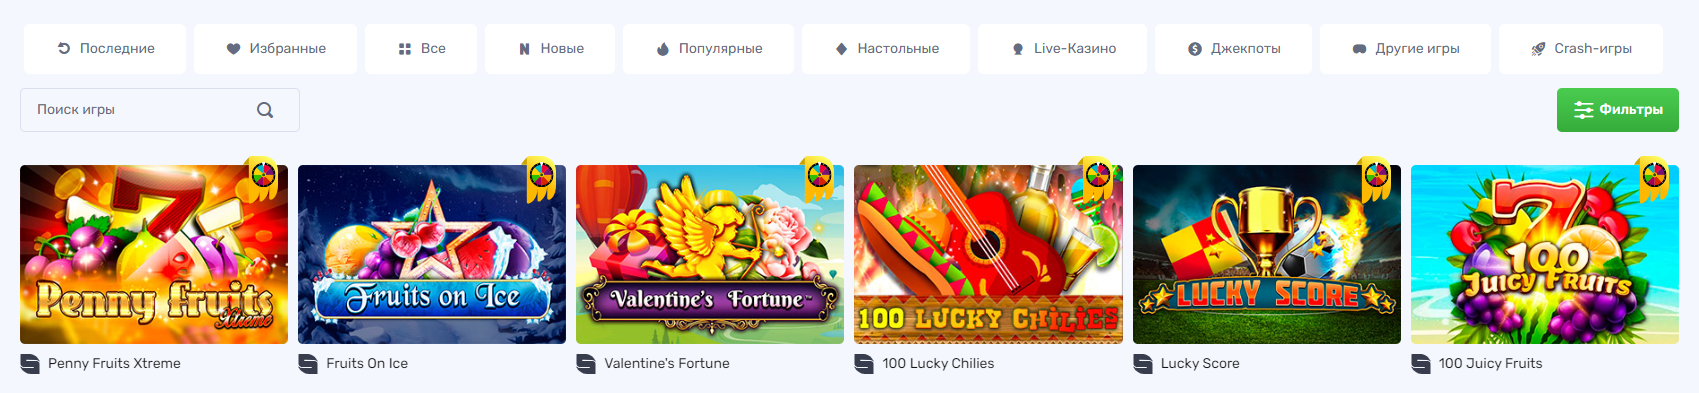 Последние
Избранные
Все
Новые
Популярные
Настольные
Live-Казино
Джекпоты
Другие игры
Crash-игры
Поиск игры
Фильтры
Penny Fruits
Xtreme
Fruits on Ice
Valentine's Fortune™
100 LUCKY CHILIES
LUCKY SCORE
7
100
JUICY FRUITS
Penny Fruits Xtreme
Fruits On Ice
Valentine's Fortune
100 Lucky Chilies
Lucky Score
100 Juicy Fruits